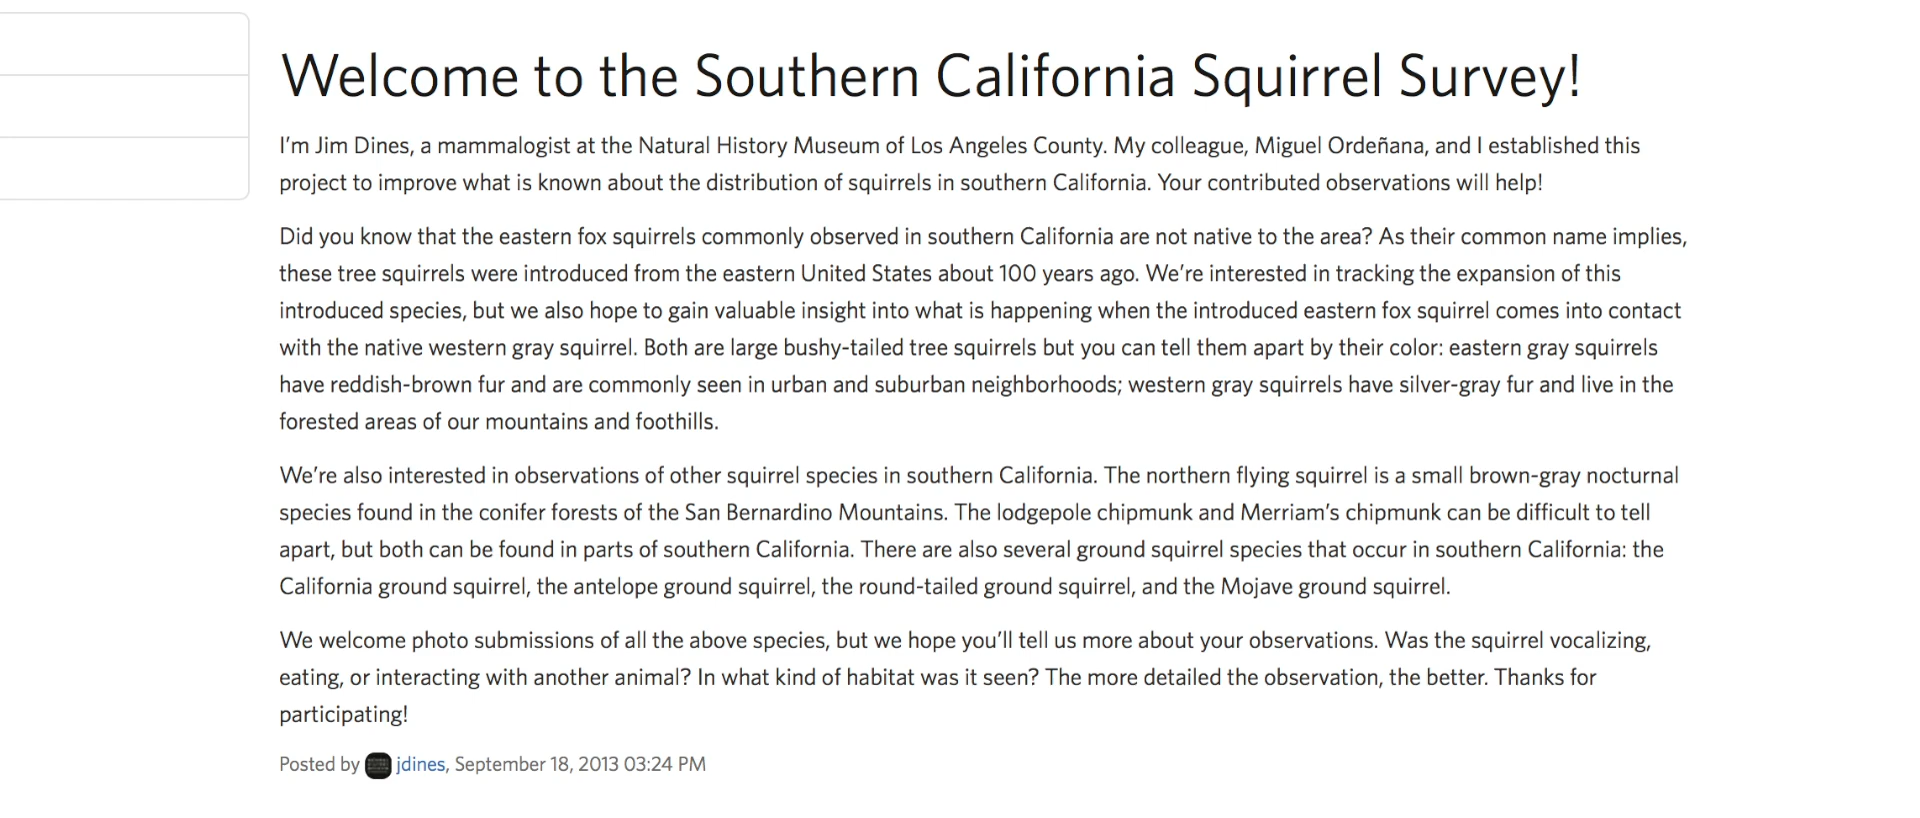 Welcome to the Southern California Squirrel Survey!
I’m Jim Dines, a mammalogist at the Natural History Museum of Los Angeles County. My colleague, Miguel Ordeñana, and I established this
project to improve what is known about the distribution of squirrels in southern California. Your contributed observations will help!
Did you know that the eastern fox squirrels commonly observed in southern California are not native to the area? As their common name implies,
these tree squirrels were introduced from the eastern United States about 100 years ago. We’re interested in tracking the expansion of this
introduced species, but we also hope to gain valuable insight into what is happening when the introduced eastern fox squirrel comes into contact
with the native western gray squirrel. Both are large bushy-tailed tree squirrels but you can tell them apart by their color: eastern gray squirrels
have reddish-brown fur and are commonly seen in urban and suburban neighborhoods; western gray squirrels have silver-gray fur and live in the
forested areas of our mountains and foothills.
We’re also interested in observations of other squirrel species in southern California. The northern flying squirrel is a small brown-gray nocturnal
species found in the conifer forests of the San Bernardino Mountains. The lodgepole chipmunk and Merriam’s chipmunk can be difficult to tell
apart, but both can be found in parts of southern California. There are also several ground squirrel species that occur in southern California: the
California ground squirrel, the antelope ground squirrel, the round-tailed ground squirrel, and the Mojave ground squirrel.
We welcome photo submissions of all the above species, but we hope you’ll tell us more about your observations. Was the squirrel vocalizing,
eating, or interacting with another animal? In what kind of habitat was it seen? The more detailed the observation, the better. Thanks for
participating!
Posted by jdines, September 18, 2013 03:24 PM